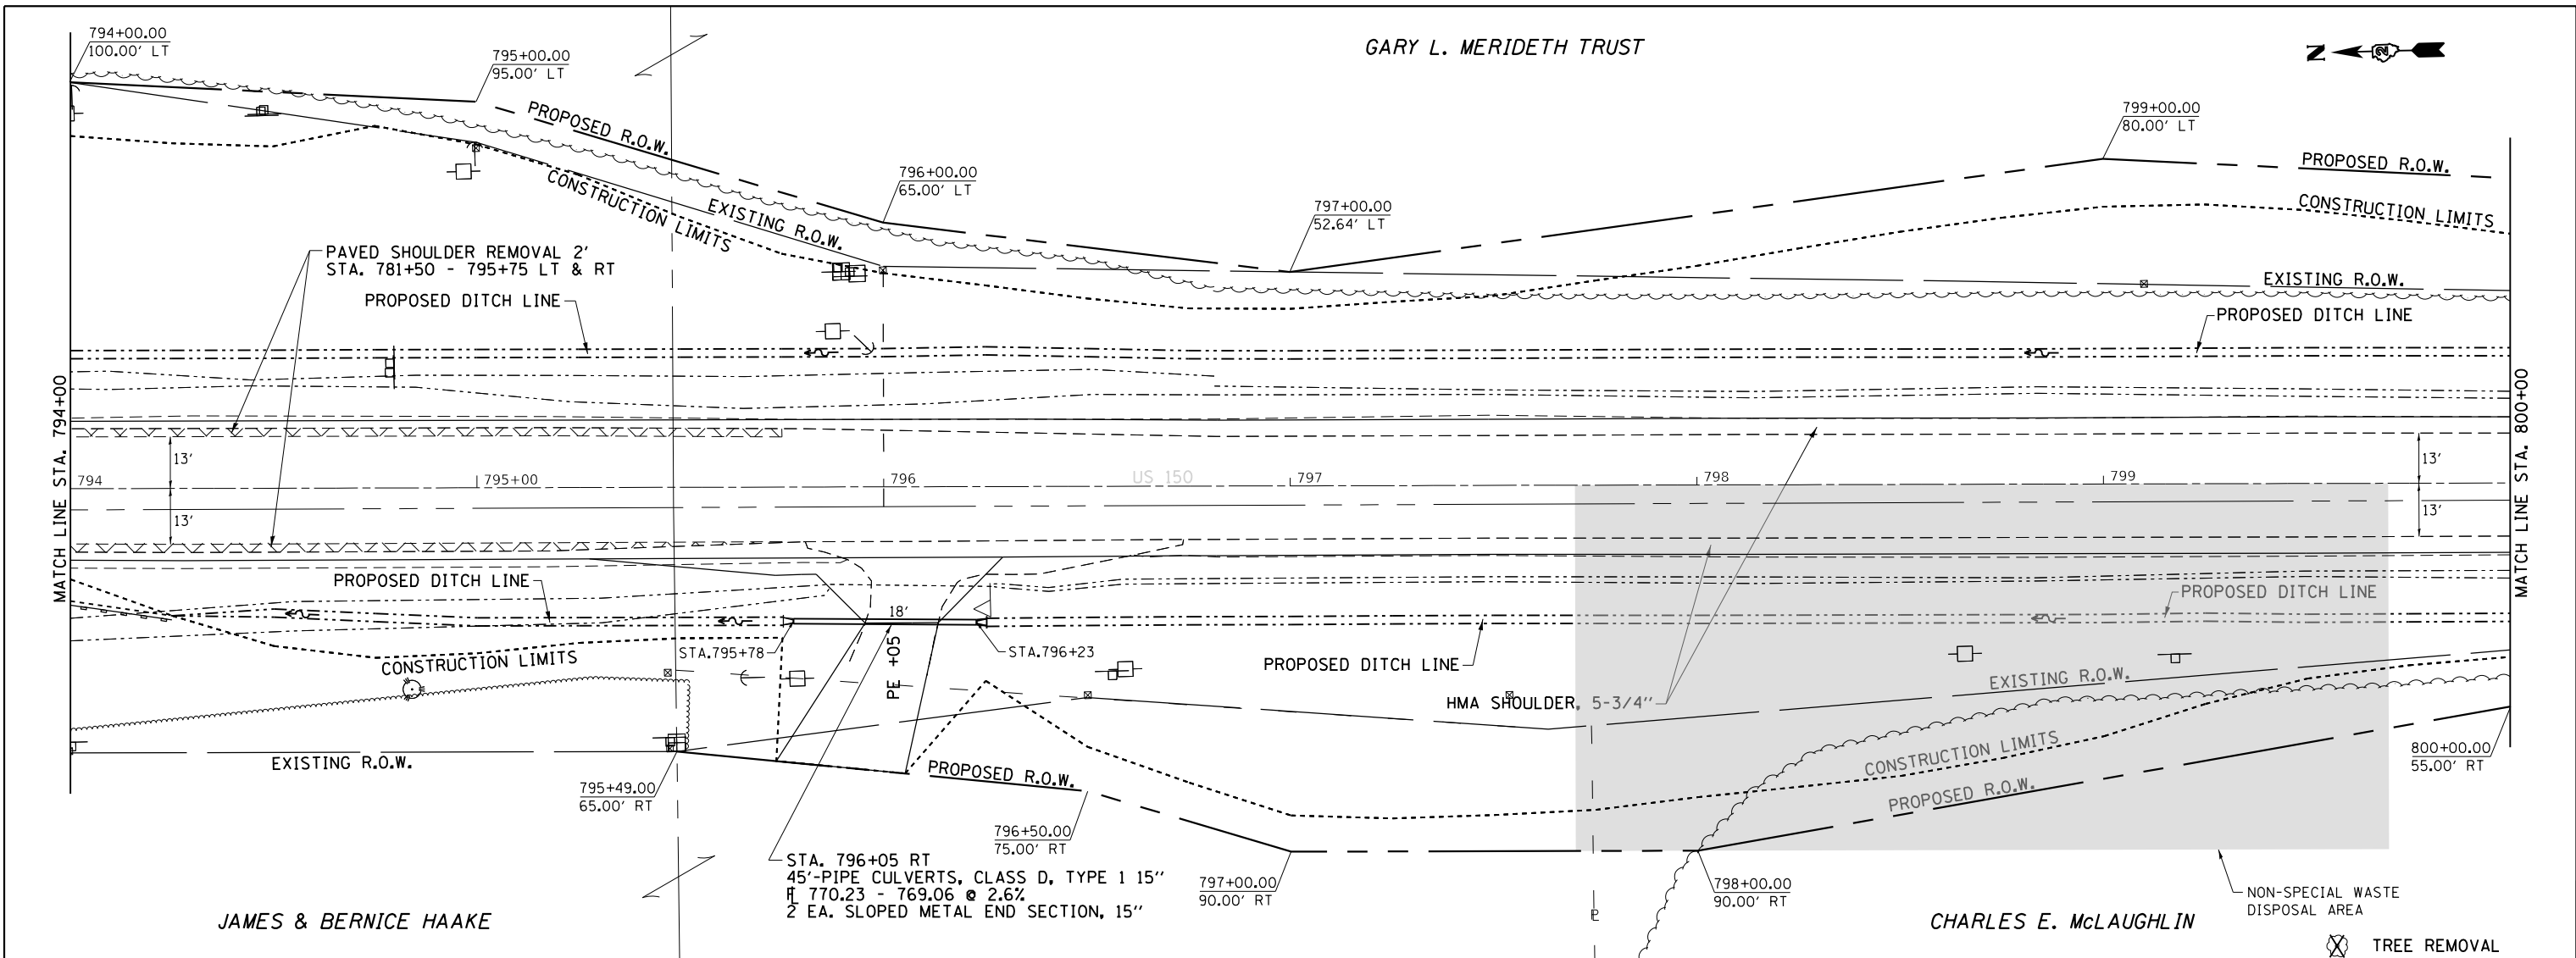 794+00.00
100.00' LT
795+00.00
95.00' LT
GARY L. MERIDETH TRUST
N
PROPOSED R.O.W.
796+00.00
65.00' LT
799+00.00
80.00' LT
PROPOSED R.O.W.
CONSTRUCTION LIMITS
EXISTING R.O.W.
797+00.00
52.64' LT
CONSTRUCTION LIMITS
PAVED SHOULDER REMOVAL 2'
STA. 781+50 - 795+75 LT & RT
EXISTING R.O.W.
PROPOSED DITCH LINE
PROPOSED DITCH LINE
MATCH LINE STA. 794+00
MATCH LINE STA. 800+00
13'
13'
794
795+00
796
US 150
797
798
799
13'
13'
PROPOSED DITCH LINE
18'
PROPOSED DITCH LINE
STA.795+78
PE +05
STA.796+23
CONSTRUCTION LIMITS
PROPOSED DITCH LINE
EXISTING R.O.W.
HMA SHOULDER, 5-3/4"
CONSTRUCTION LIMITS
EXISTING R.O.W.
PROPOSED R.O.W.
PROPOSED R.O.W.
800+00.00
55.00' RT
795+49.00
65.00' RT
796+50.00
75.00' RT
STA. 796+05 RT
45'-PIPE CULVERTS, CLASS D, TYPE 1 15"
FL 770.23 - 769.06 @ 2.6%
2 EA. SLOPED METAL END SECTION, 15"
797+00.00
90.00' RT
798+00.00
90.00' RT
NON-SPECIAL WASTE
DISPOSAL AREA
JAMES & BERNICE HAAKE
PL
CHARLES E. McLAUGHLIN
TREE REMOVAL